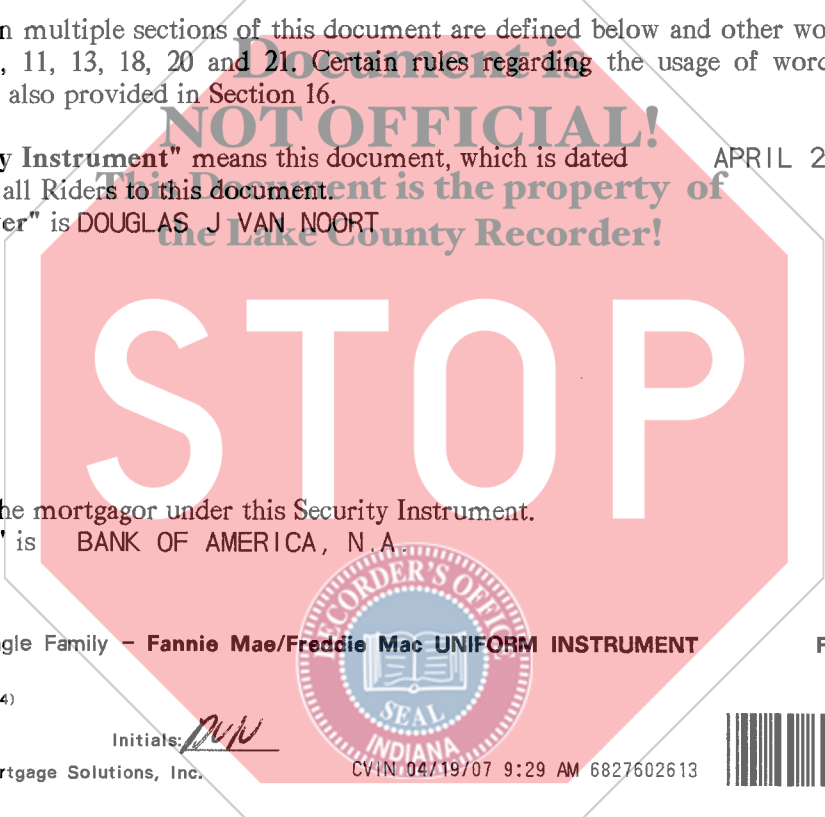 n multiple sections of this document are defined below and other wo
, 11, 13, 18, 20 and 21. Certain rules regarding the usage of word
also provided in Section 16.
Document is
NOT OFFICIAL!
This Document is the property of
the Lake County Recorder!
y Instrument" means this document, which is dated APRIL 2
all Riders to this document.
er" is DOUGLAS J VAN NOORT
STOP
he mortgagor under this Security Instrument.
" is BANK OF AMERICA, N.A.
gle Family – Fannie Mae/Freddie Mac UNIFORM INSTRUMENT F
RECORDER'S OFFICE
SEAL
INDIANA
4)
Initials:
rtgage Solutions, Inc.
CVIN 04/19/07 9:29 AM 6827602613